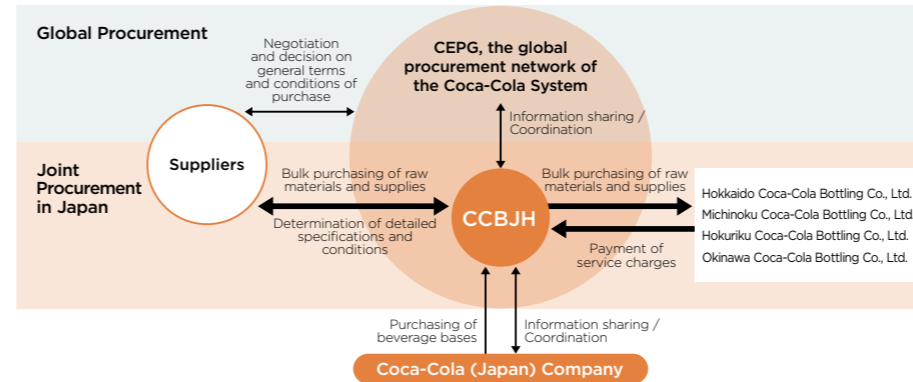 Global Procurement
Negotiation
and decision on
general terms
and conditions of
purchase
CEPG, the global
procurement network of
the Coca-Cola System
Information sharing /
Coordination
Joint
Procurement
in Japan
Suppliers
Bulk purchasing of raw
materials and supplies
Determination of detailed
specifications and
conditions
CCBJH
Bulk purchasing of raw
materials and supplies
Payment of
service charges
Hokkaido Coca-Cola Bottling Co., Ltd.
Michinoku Coca-Cola Bottling Co., Ltd.
Hokuriku Coca-Cola Bottling Co., Ltd.
Okinawa Coca-Cola Bottling Co., Ltd.
Purchasing of
beverage bases
Information sharing /
Coordination
Coca-Cola (Japan) Company